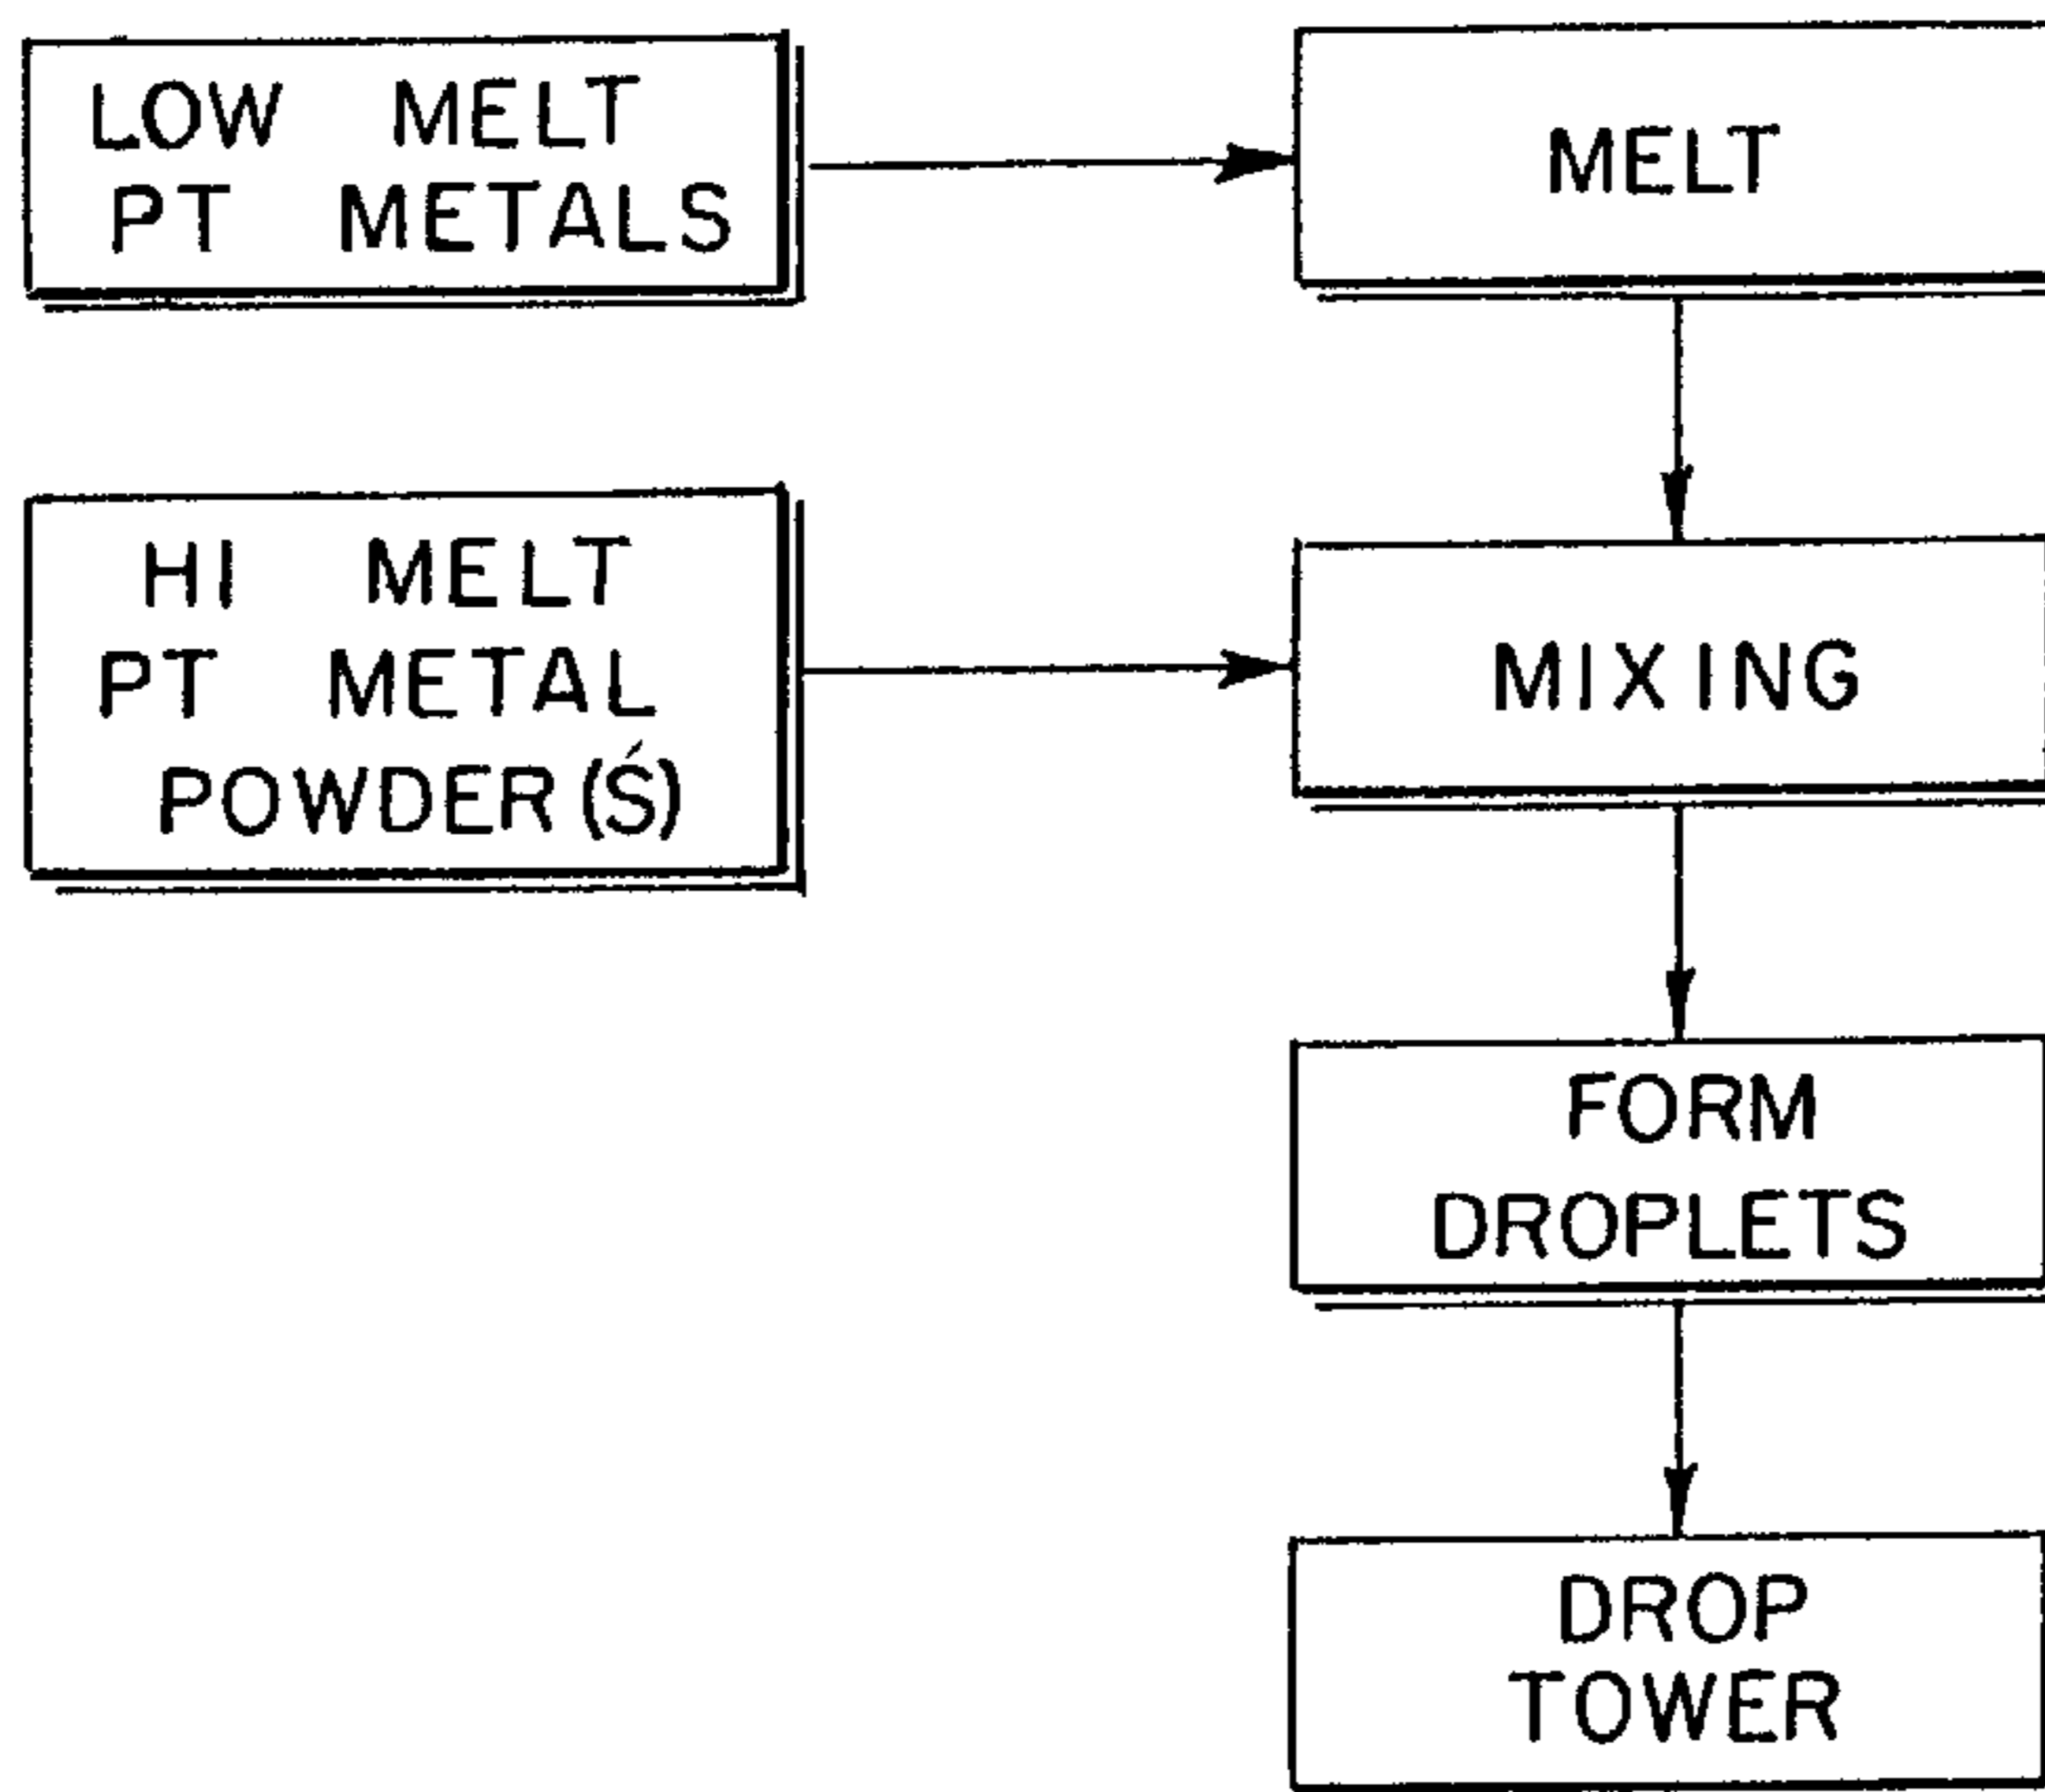 LOW MELT
PT METALS
MELT
HI MELT
PT METAL
POWDER(Ś)
MIXING
FORM
DROPLETS
DROP
TOWER